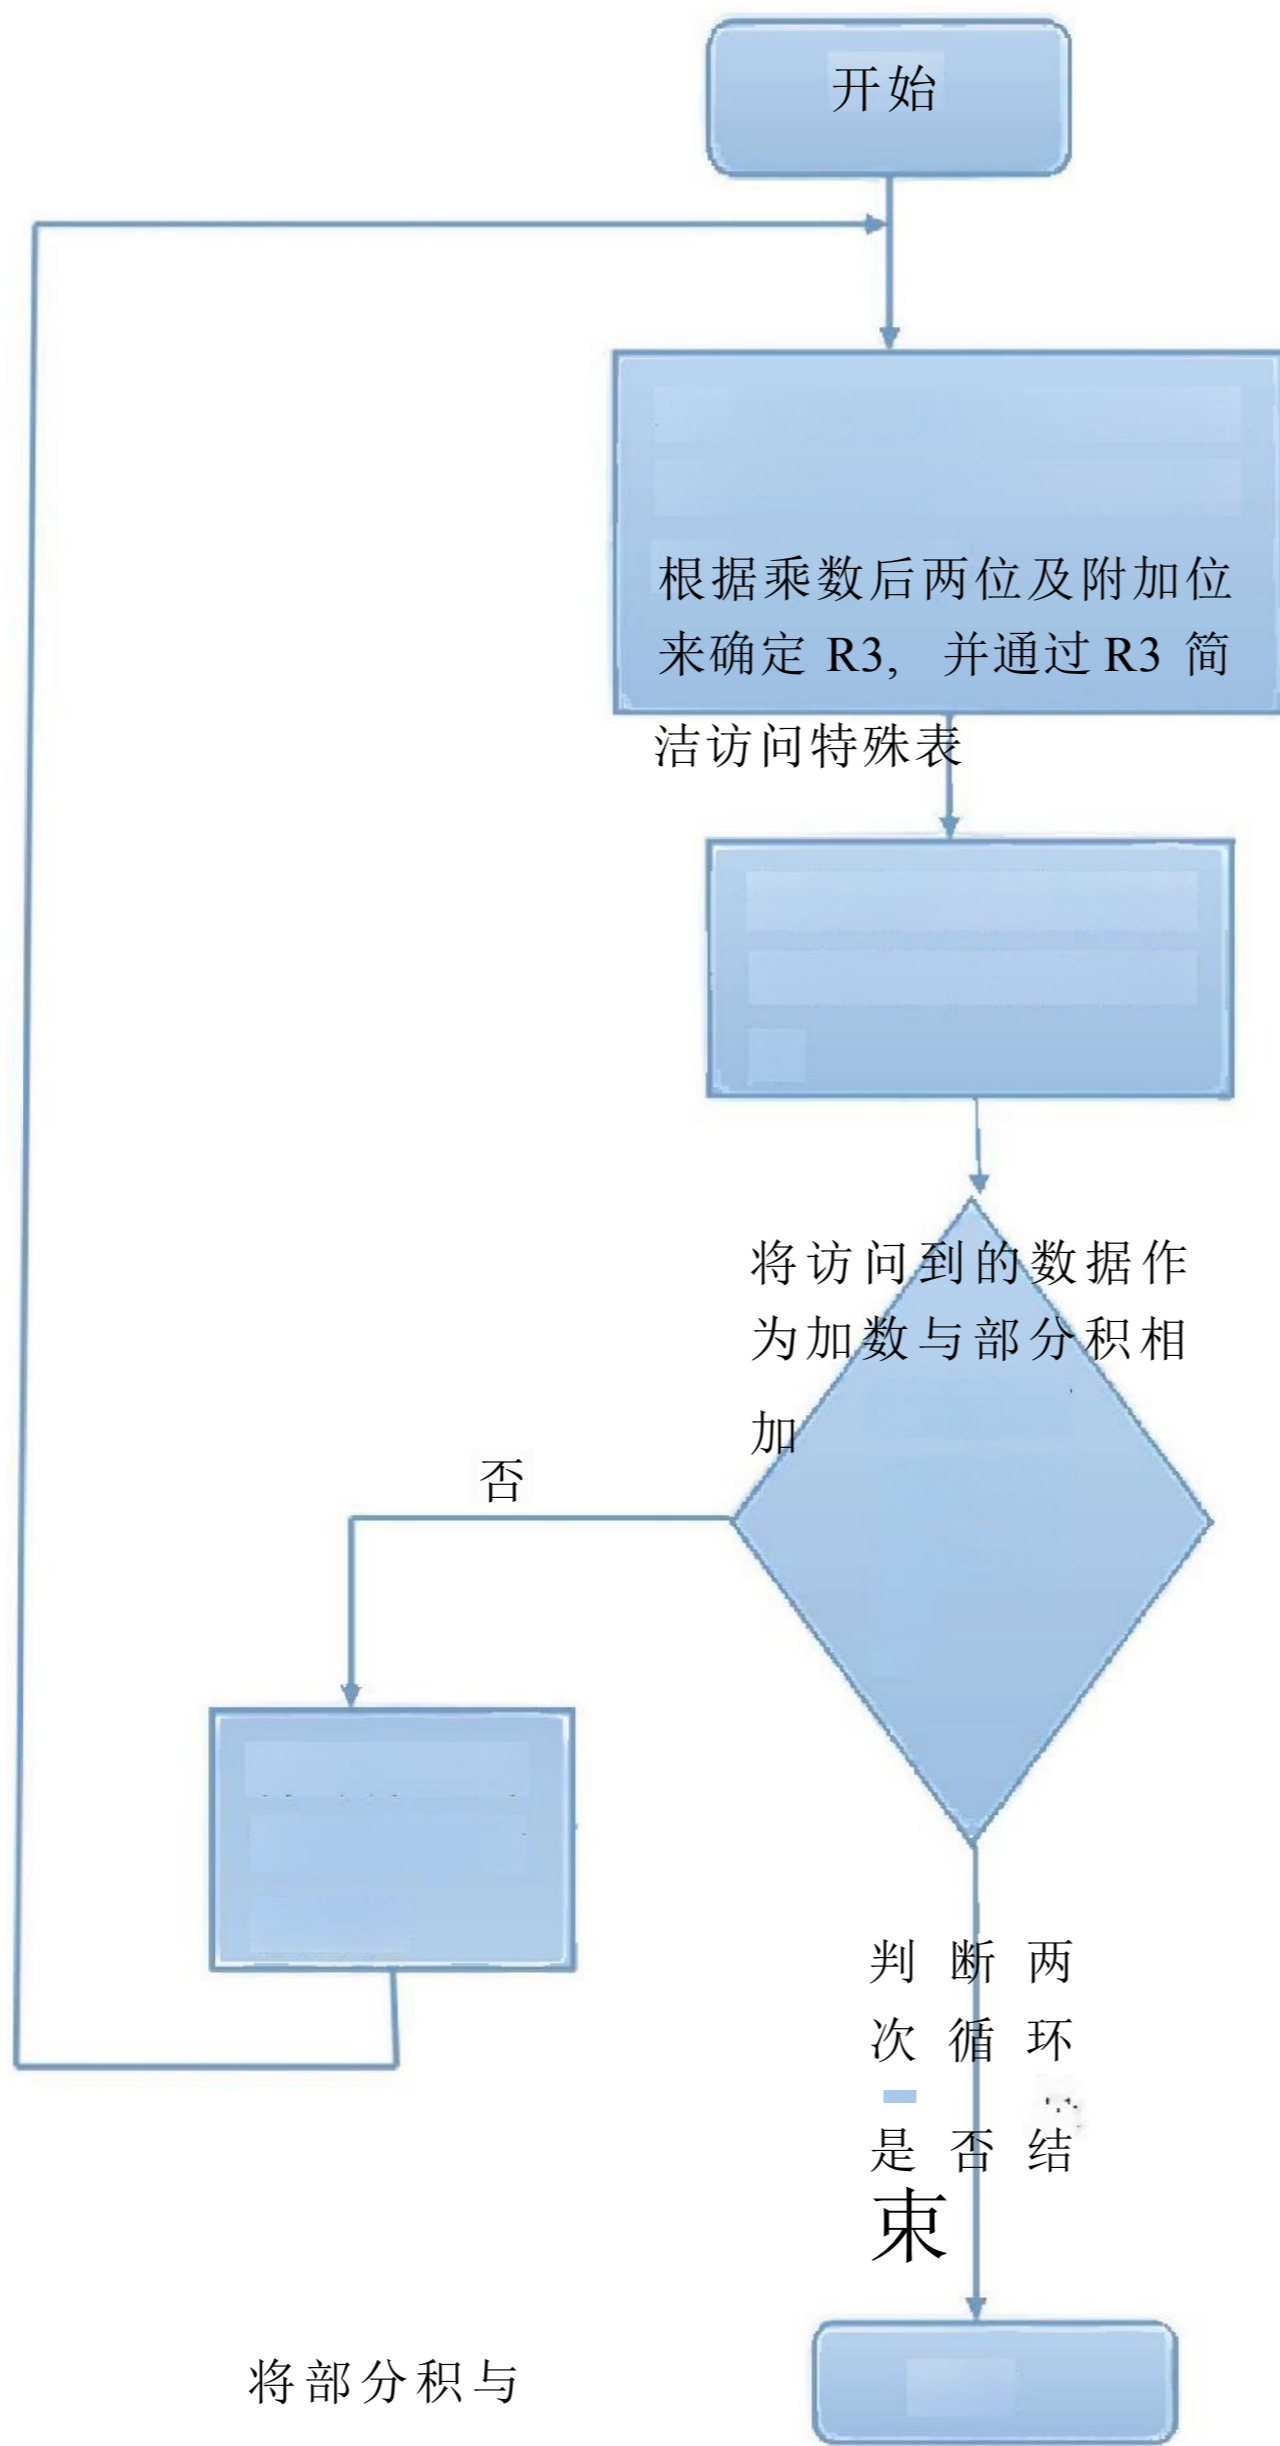 开始
根据乘数后两位及附加位
来确定 R3, 并通过 R3 简
洁访问特殊表
将访问到的数据作
为加数与部分积相
加
否
判 断 两
次 循 环
是 否 结
束
将部分积与